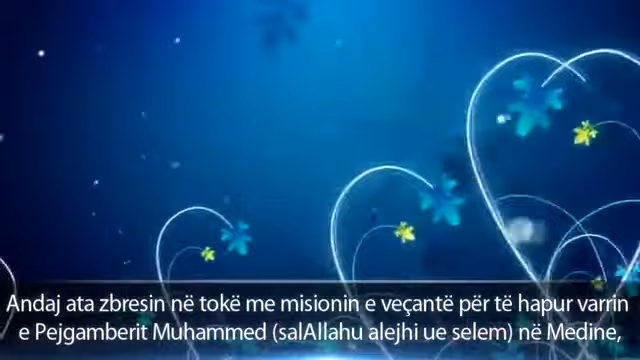 Andaj ata zbresin në tokë me misionin e veçantë për të hapur varrin
e Pejgamberit Muhammed (salAllahu alejhi ue selem) në Medine,